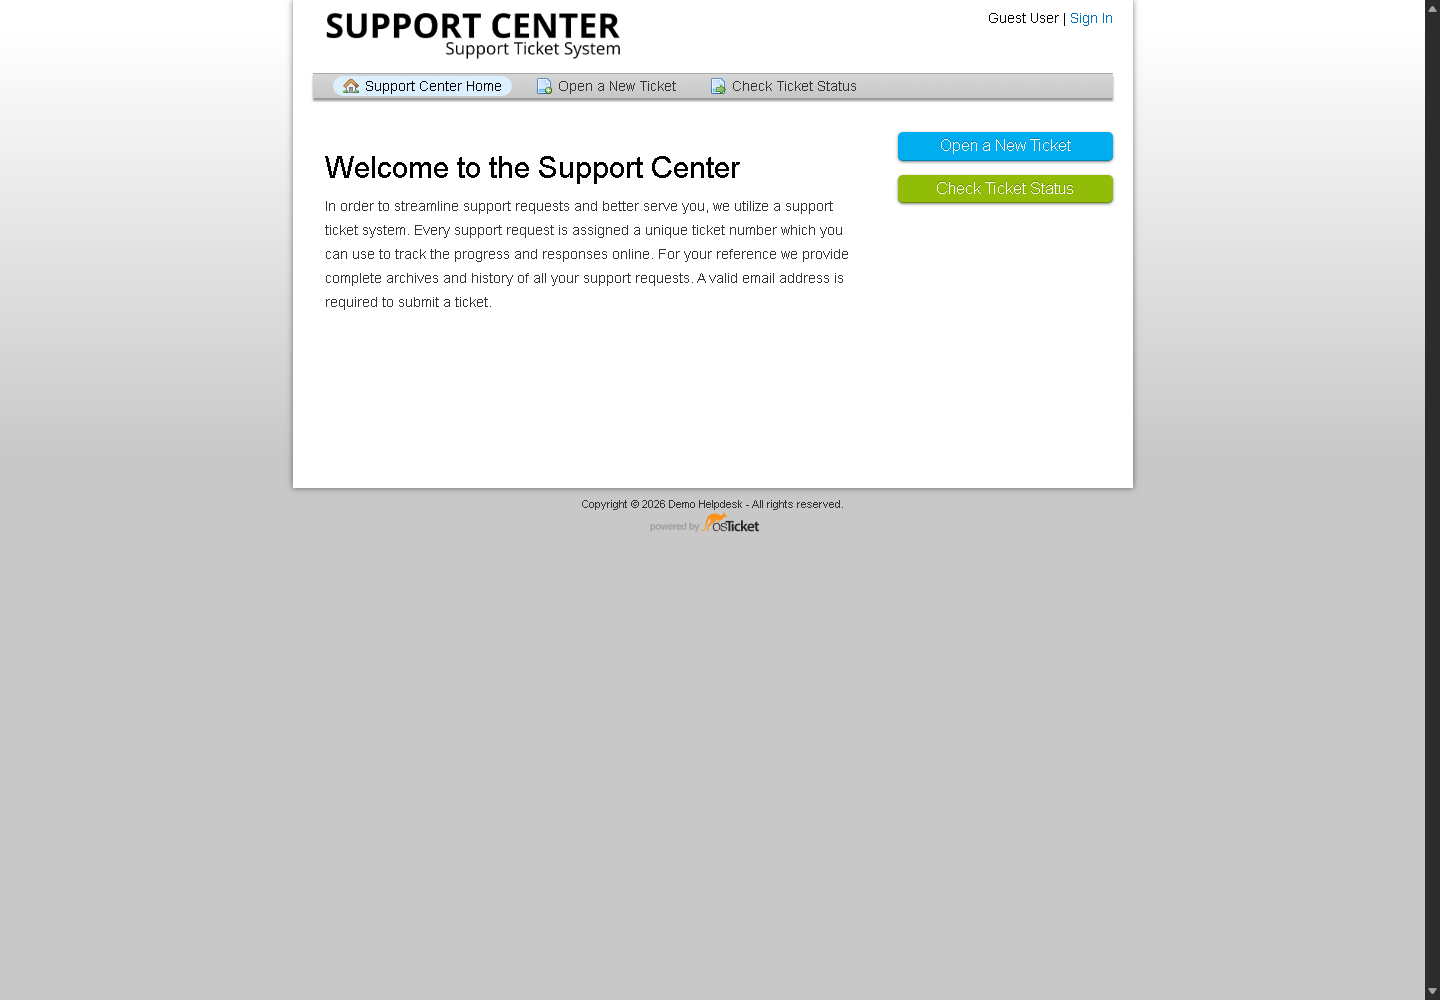 SUPPORT CENTER
Support Ticket System
Guest User | Sign In
Support Center Home
Open a New Ticket
Check Ticket Status
Welcome to the Support Center
In order to streamline support requests and better serve you, we utilize a support
ticket system. Every support request is assigned a unique ticket number which you
can use to track the progress and responses online. For your reference we provide
complete archives and history of all your support requests. A valid email address is
required to submit a ticket.
Open a New Ticket
Check Ticket Status
Copyright © 2026 Demo Helpdesk - All rights reserved.
powered by osTicket